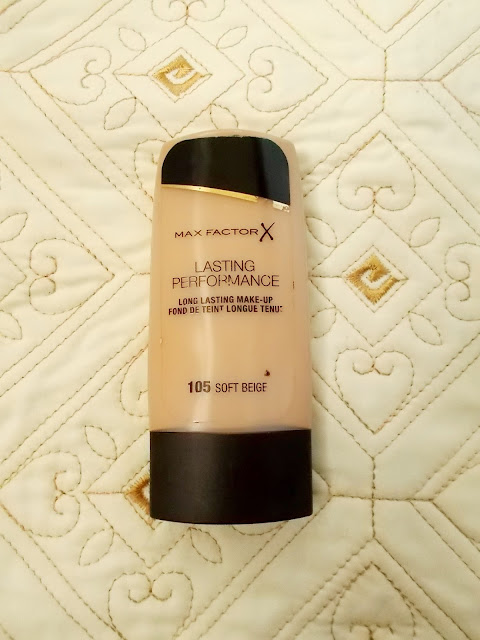 MAX FACTOR X
LASTING
PERFORMANCE
LONG LASTING MAKE-UP
FOND DE TEINT LONGUE TENUE
105 SOFT BEIGE